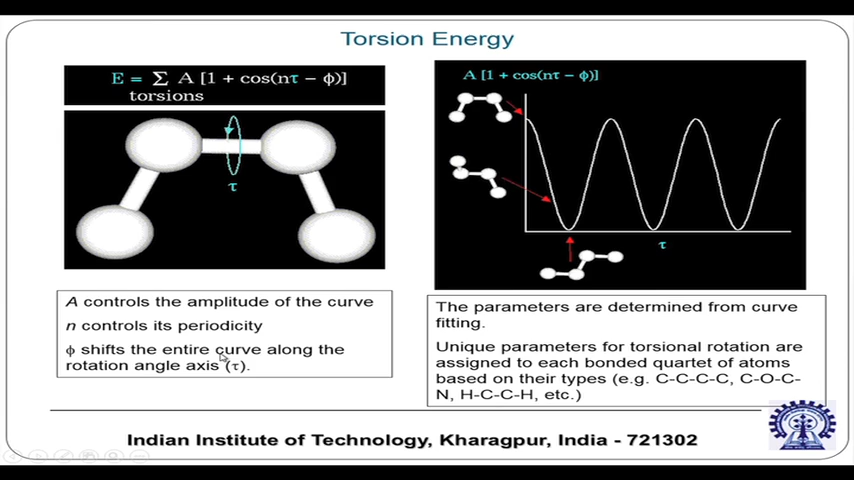 Torsion Energy
E = ∑ A [1 + cos(nτ – ϕ)]
torsions
τ
A controls the amplitude of the curve
n controls its periodicity
ϕ shifts the entire curve along the
rotation angle axis (τ).
A [1 + cos(nτ – ϕ)]
τ
The parameters are determined from curve
fitting.
Unique parameters for torsional rotation are
assigned to each bonded quartet of atoms
based on their types (e.g. C-C-C-C, C-O-C-
N, H-C-C-H, etc.)
Indian Institute of Technology, Kharagpur, India - 721302